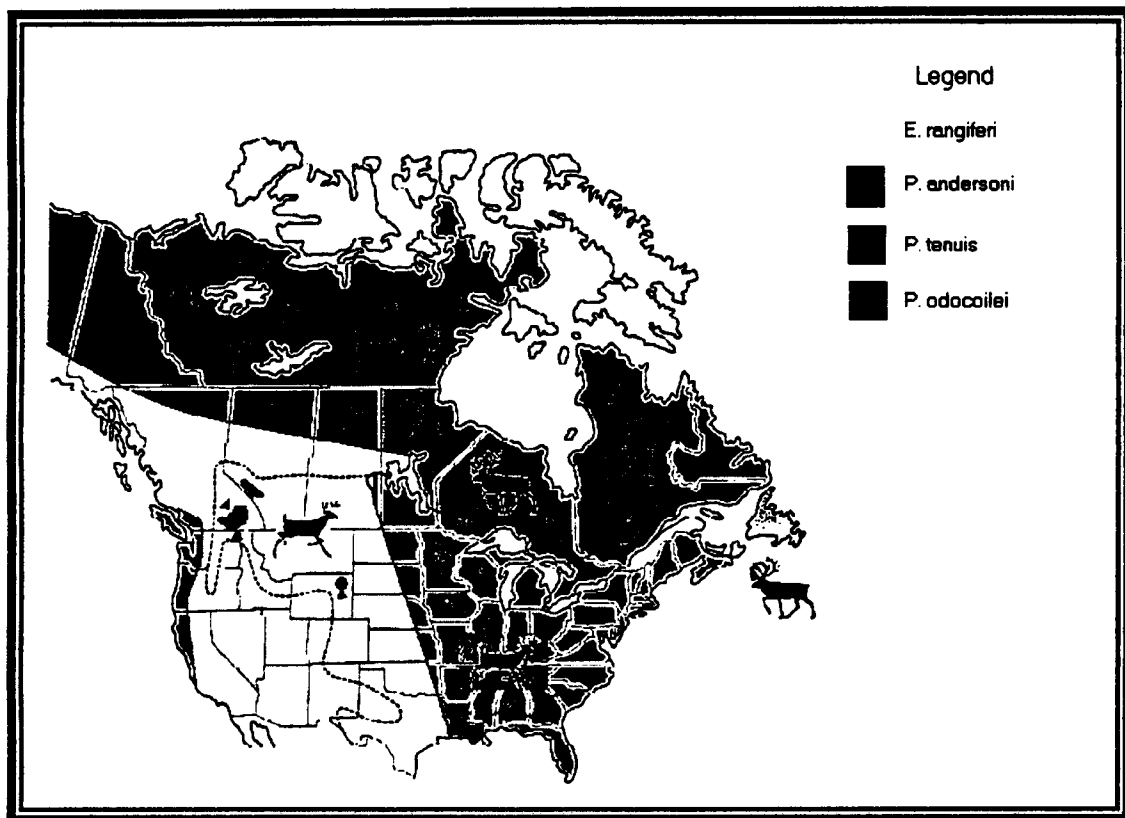 Legend
E. rangiferi
P. andersoni
P. tenuis
P. odocoilei